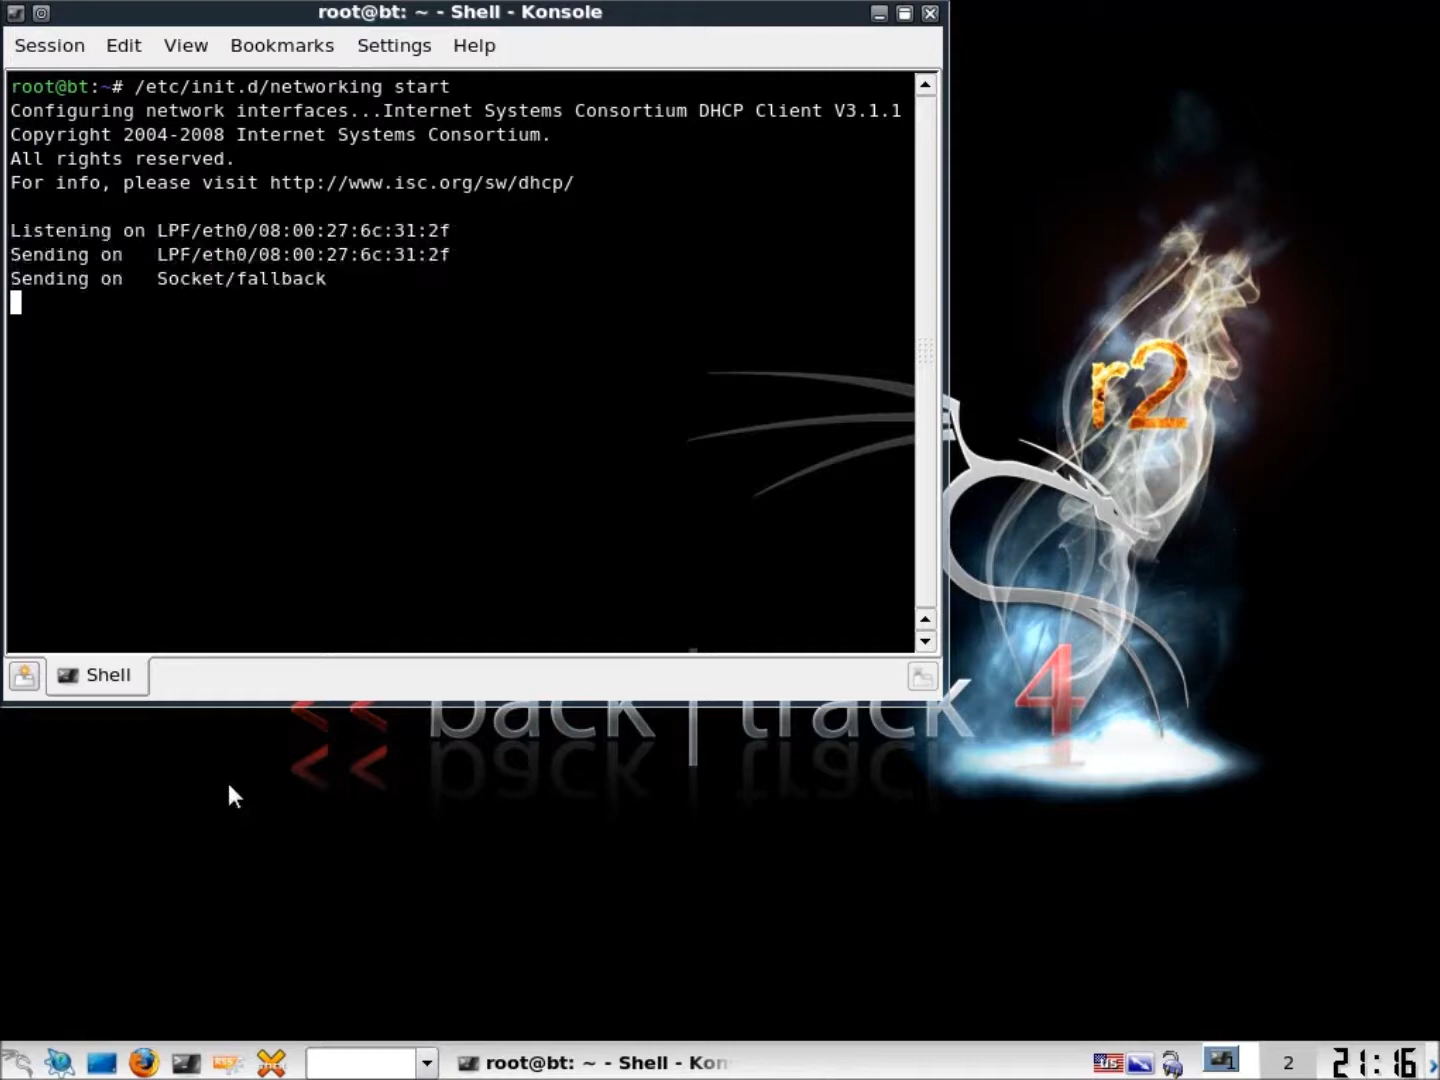 root@bt: ~ - Shell - Konsole
Session Edit View Bookmarks Settings Help
root@bt:~# /etc/init.d/networking start
Configuring network interfaces...Internet Systems Consortium DHCP Client V3.1.1
Copyright 2004-2008 Internet Systems Consortium.
All rights reserved.
For info, please visit http://www.isc.org/sw/dhcp/
Listening on LPF/eth0/08:00:27:6c:31:2f
Sending on   LPF/eth0/08:00:27:6c:31:2f
Sending on   Socket/fallback
r2
Shell
<< back | track 4
root@bt: ~ - Shell - Kon
US
1
2
21:16